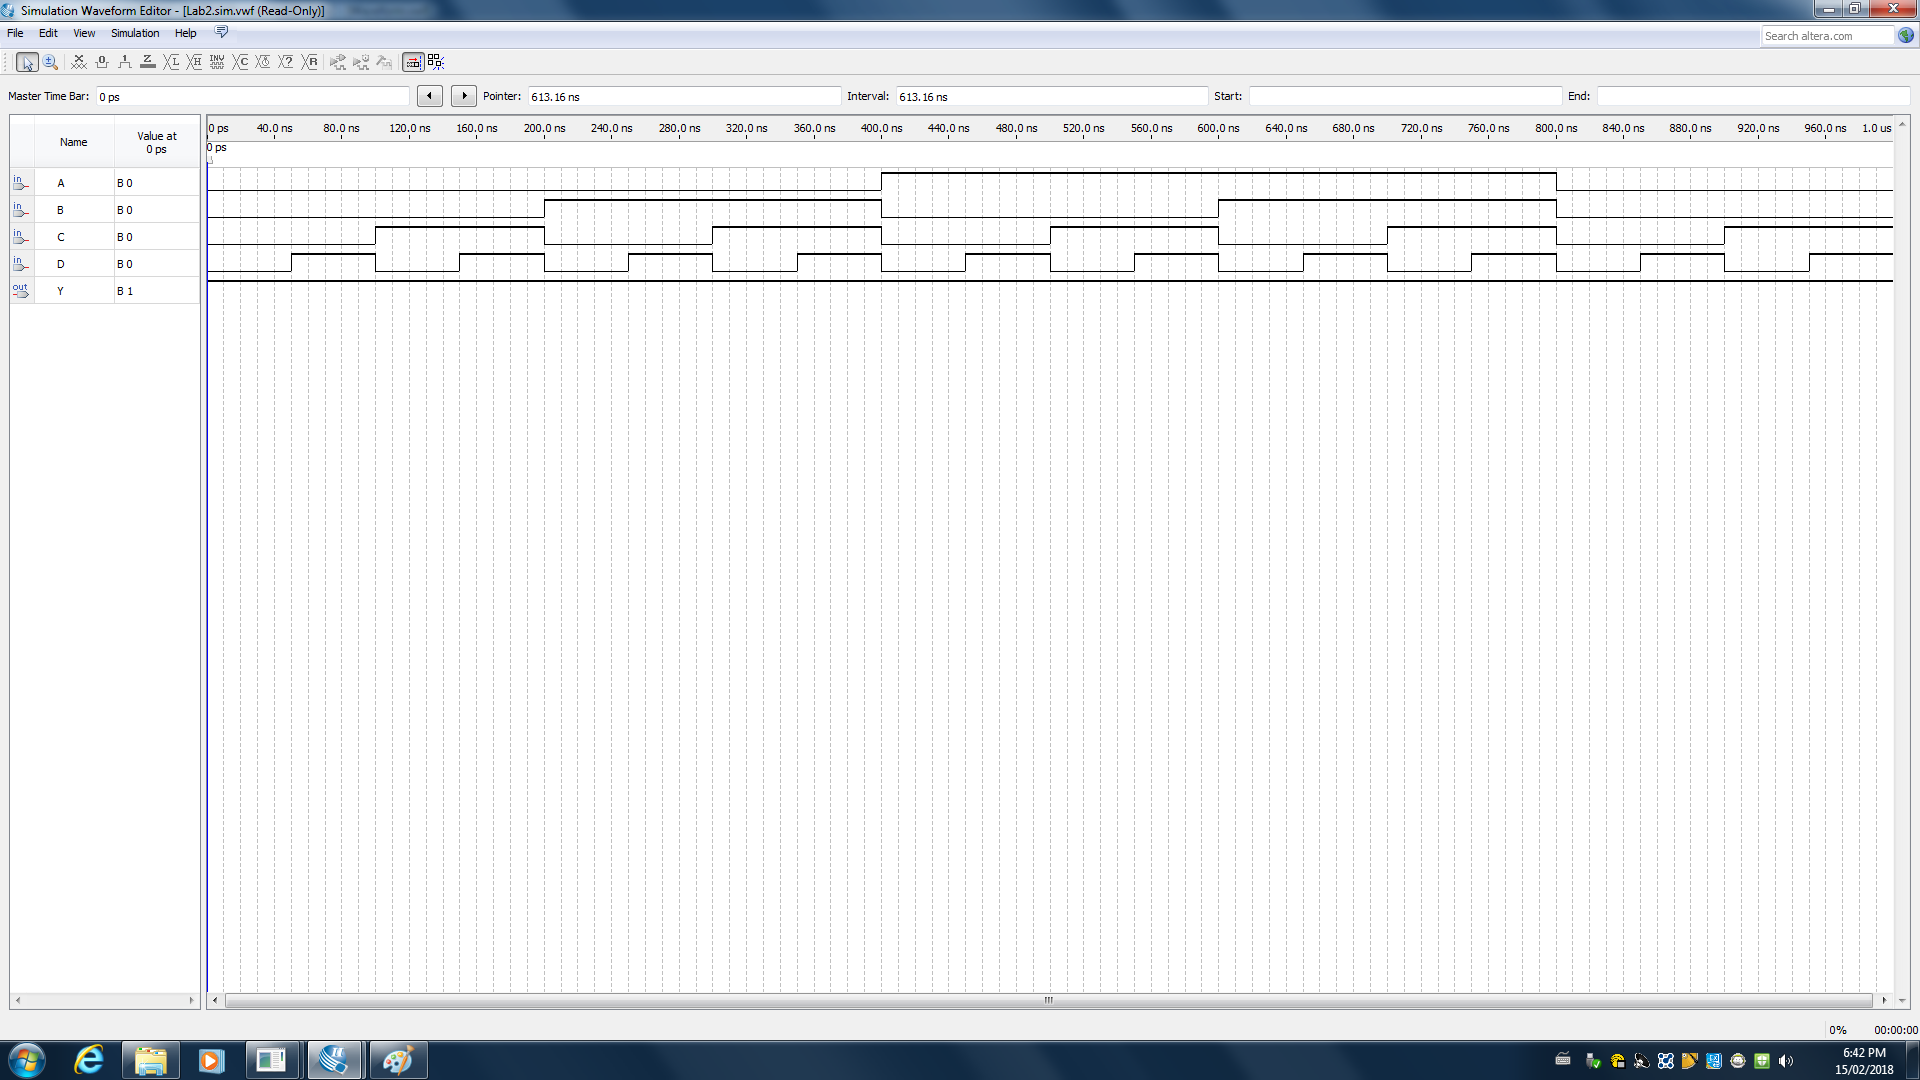 Simulation Waveform Editor - [Lab2.sim.vwf (Read-Only)]
File Edit View Simulation Help
Search altera.com
Master Time Bar: 0 ps Pointer: 613.16 ns Interval: 613.16 ns Start: End:
Name Value at 0 ps
0 ps 40.0 ns 80.0 ns 120.0 ns 160.0 ns 200.0 ns 240.0 ns 280.0 ns 320.0 ns 360.0 ns 400.0 ns 440.0 ns 480.0 ns 520.0 ns 560.0 ns 600.0 ns 640.0 ns 680.0 ns 720.0 ns 760.0 ns 800.0 ns 840.0 ns 880.0 ns 920.0 ns 960.0 ns 1.0 us
0 ps
in A B 0
in B B 0
in C B 0
in D B 0
out Y B 1
0% 00:00:00
6:42 PM
15/02/2018